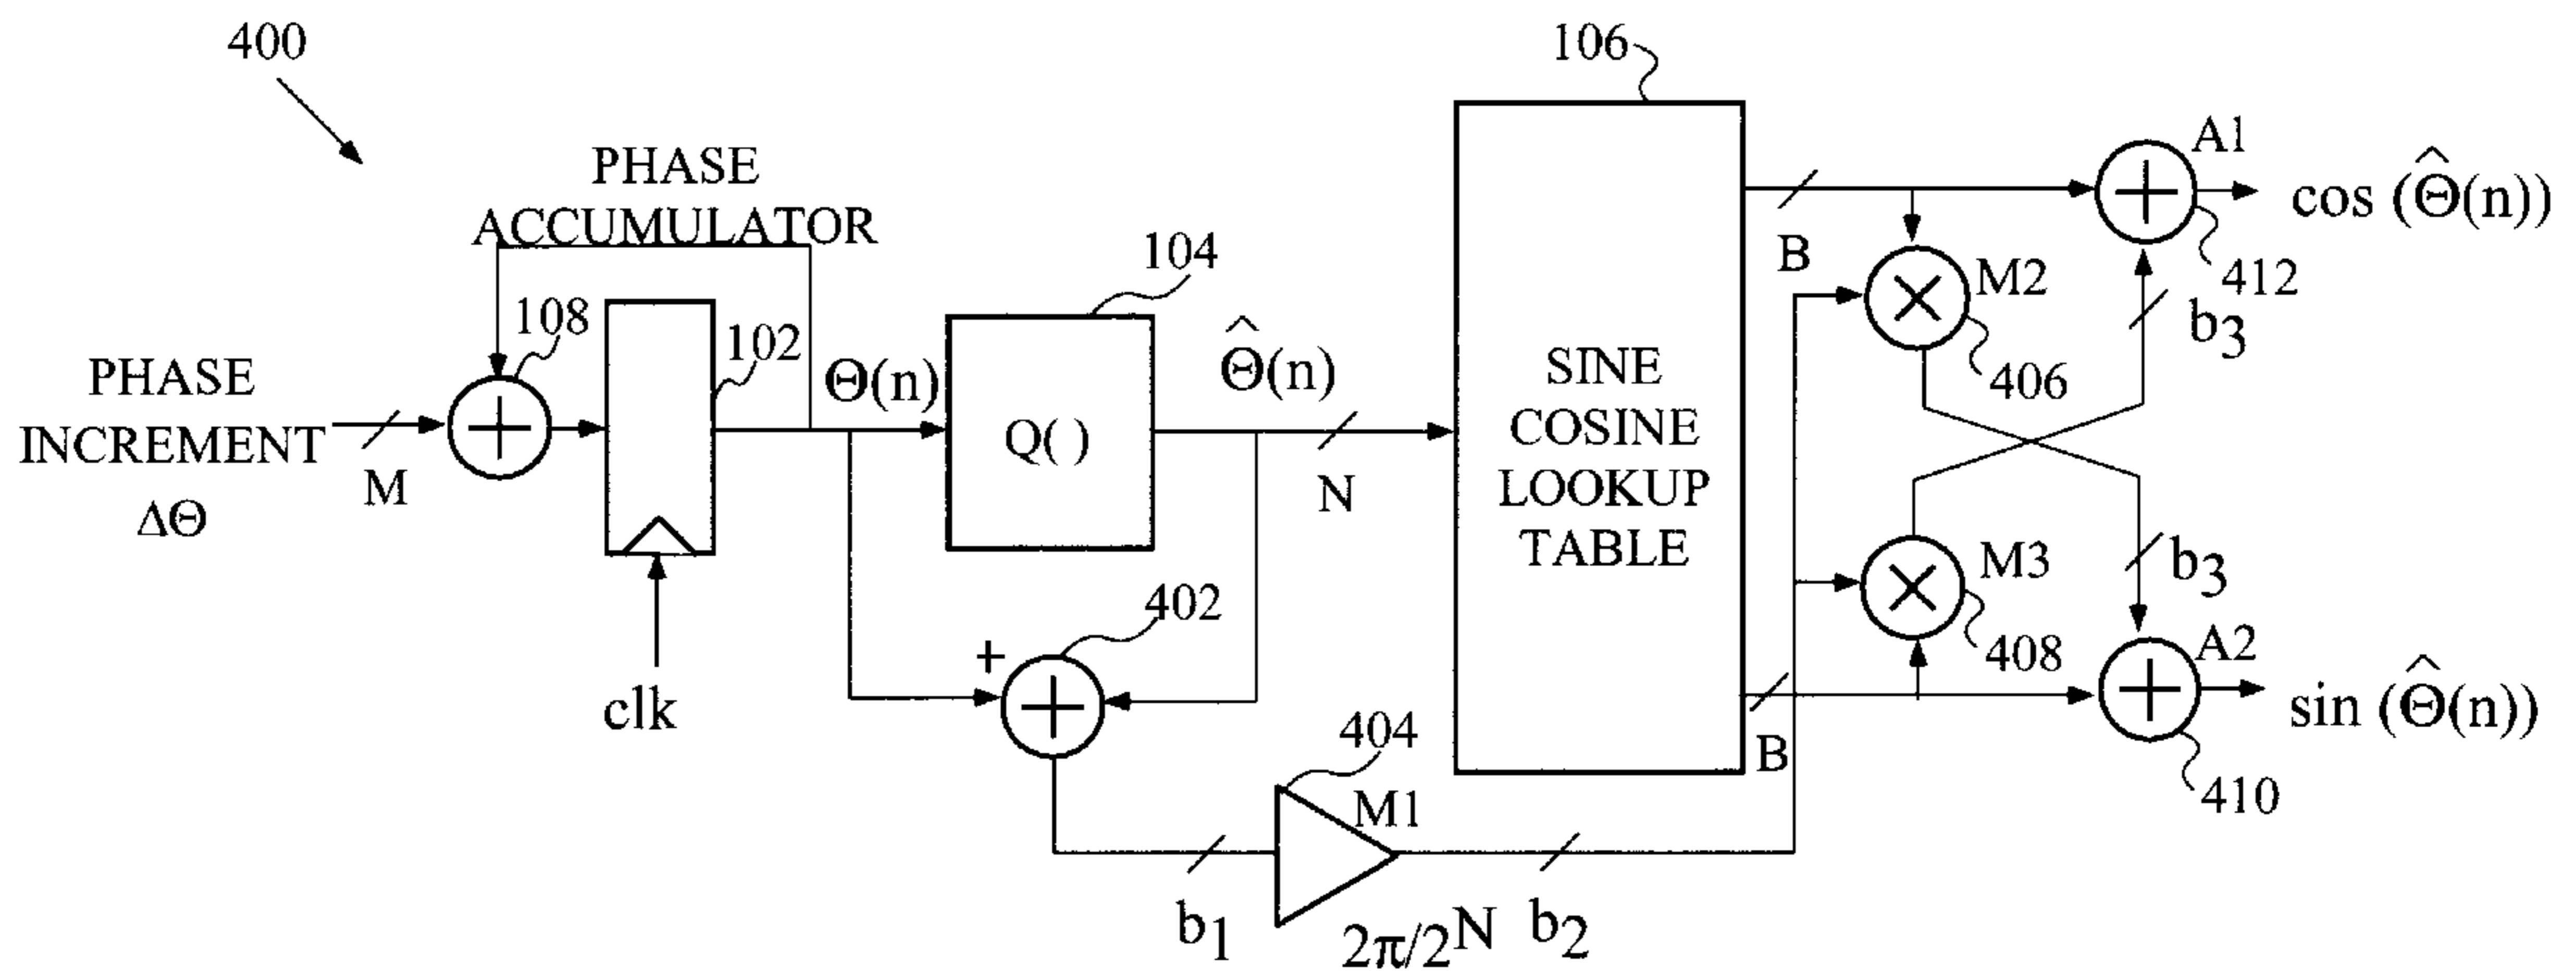 400
106
PHASE
ACCUMULATOR
A1
cos (Θ̂(n))
104
B
M2
412
108
102
b3
PHASE
INCREMENT
ΔΘ
M
Θ(n)
Q( )
Θ̂(n)
N
SINE
COSINE
LOOKUP
TABLE
406
M3
b3
402
+
408
A2
sin (Θ̂(n))
clk
404
M1
B
410
b1
2π/2^N
b2